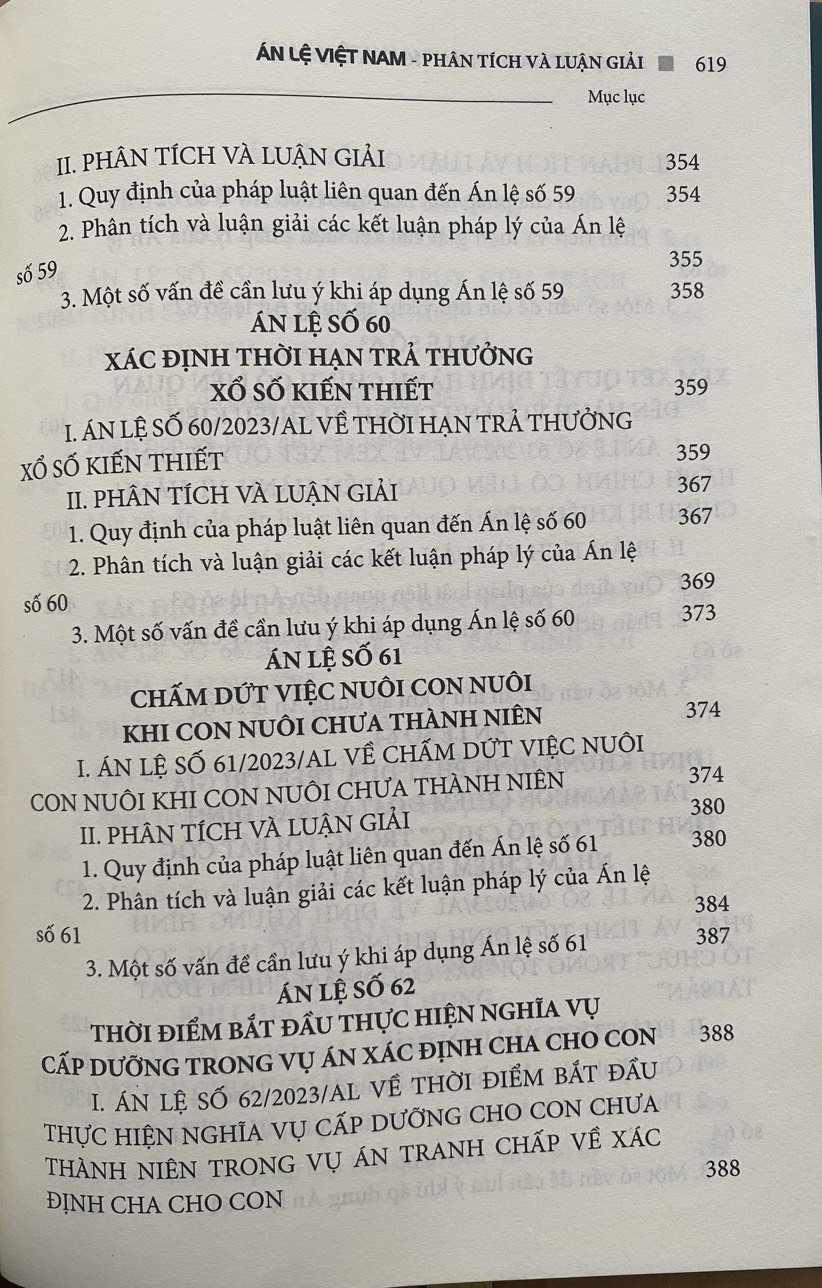 ÁN LỆ VIỆT NAM - PHÂN TÍCH VÀ LUẬN GIẢI 619
Mục lục
II. PHÂN TÍCH VÀ LUẬN GIẢI 354
1. Quy định của pháp luật liên quan đến Án lệ số 59 354
2. Phân tích và luận giải các kết luận pháp lý của Án lệ
số 59 355
3. Một số vấn đề cần lưu ý khi áp dụng Án lệ số 59 358
ÁN LỆ SỐ 60
XÁC ĐỊNH THỜI HẠN TRẢ THƯỞNG
XỔ SỐ KIẾN THIẾT 359
I. ÁN LỆ SỐ 60/2023/AL VỀ THỜI HẠN TRẢ THƯỞNG
XỔ SỐ KIẾN THIẾT 359
II. PHÂN TÍCH VÀ LUẬN GIẢI 367
1. Quy định của pháp luật liên quan đến Án lệ số 60 367
2. Phân tích và luận giải các kết luận pháp lý của Án lệ
số 60 369
3. Một số vấn đề cần lưu ý khi áp dụng Án lệ số 60 373
ÁN LỆ SỐ 61
CHẤM DỨT VIỆC NUÔI CON NUÔI
KHI CON NUÔI CHƯA THÀNH NIÊN 374
I. ÁN LỆ SỐ 61/2023/AL VỀ CHẤM DỨT VIỆC NUÔI
CON NUÔI KHI CON NUÔI CHƯA THÀNH NIÊN 374
II. PHÂN TÍCH VÀ LUẬN GIẢI 380
1. Quy định của pháp luật liên quan đến Án lệ số 61 380
2. Phân tích và luận giải các kết luận pháp lý của Án lệ
số 61 384
3. Một số vấn đề cần lưu ý khi áp dụng Án lệ số 61 387
ÁN LỆ SỐ 62
THỜI ĐIỂM BẮT ĐẦU THỰC HIỆN NGHĨA VỤ
CẤP DƯỠNG TRONG VỤ ÁN XÁC ĐỊNH CHA CHO CON 388
I. ÁN LỆ SỐ 62/2023/AL VỀ THỜI ĐIỂM BẮT ĐẦU
THỰC HIỆN NGHĨA VỤ CẤP DƯỠNG CHO CON CHƯA
THÀNH NIÊN TRONG VỤ ÁN TRANH CHẤP VỀ XÁC
ĐỊNH CHA CHO CON 388